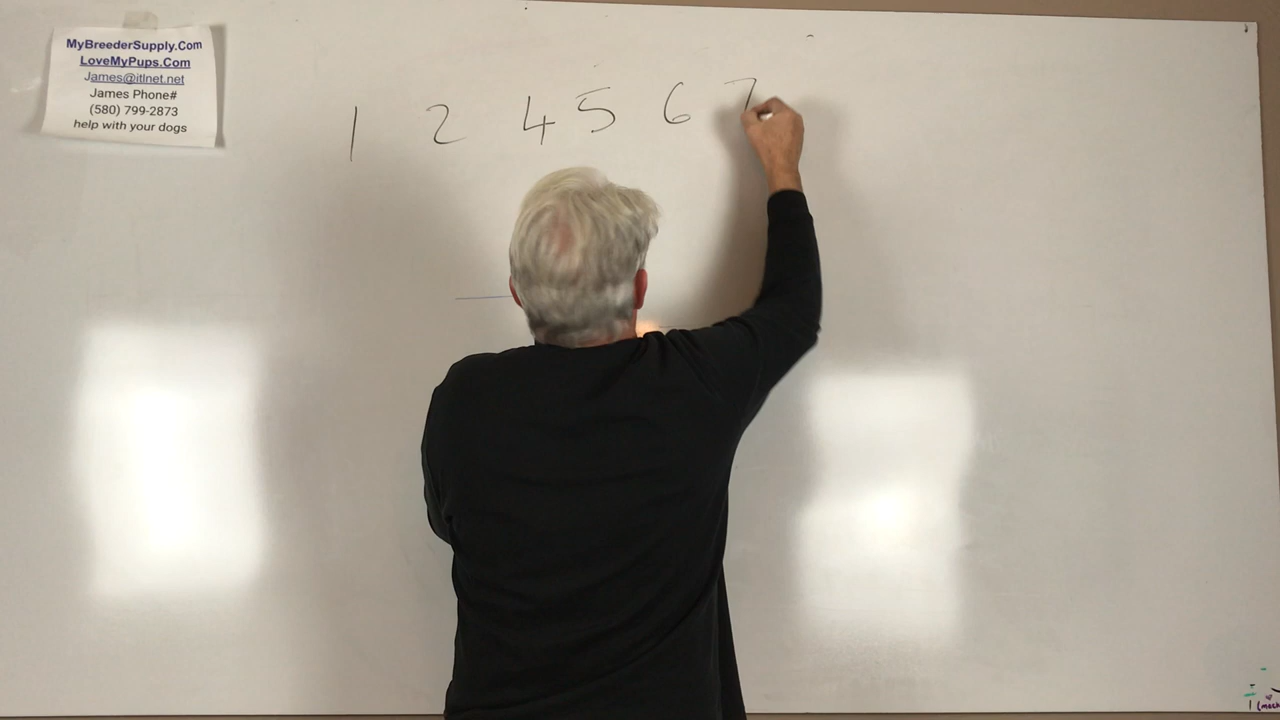 MyBreederSupply.Com
LoveMyPups.Com
James@itlnet.net
James Phone#
(580) 799-2873
help with your dogs
1 2 4 5 6 7